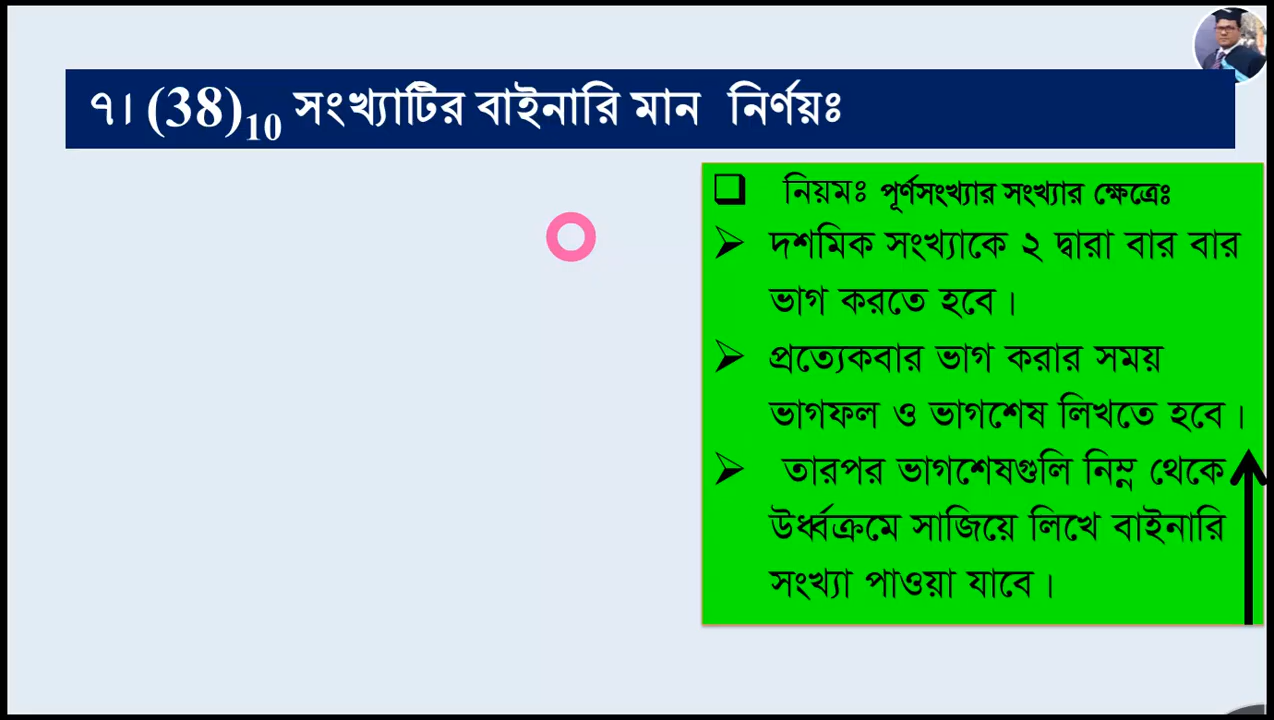 ৭। (38)10 সংখ্যাটির বাইনারি মান নির্ণয়ঃ
❑ নিয়মঃ পূর্ণসংখ্যার সংখ্যার ক্ষেত্রেঃ
➢ দশমিক সংখ্যাকে ২ দ্বারা বার বার
ভাগ করতে হবে।
➢ প্রত্যেকবার ভাগ করার সময়
ভাগফল ও ভাগশেষ লিখতে হবে।
➢ তারপর ভাগশেষগুলি নিম্ন থেকে
উর্ধ্বক্রমে সাজিয়ে লিখে বাইনারি
সংখ্যা পাওয়া যাবে।